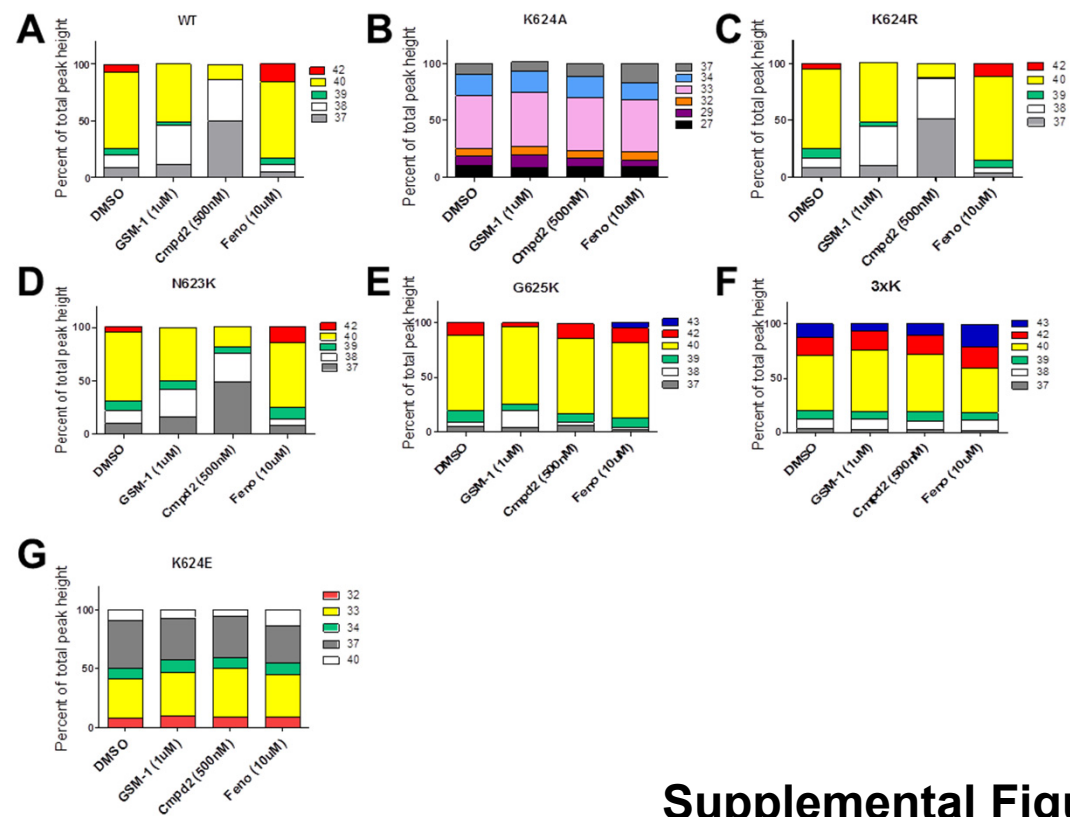 A
WT
Percent of total peak height
100
50
0
DMSO
GSM-1 (1uM)
Cmpd2 (500nM)
Feno (10uM)
42
40
39
38
37
B
K624A
Percent of total peak height
100
50
0
DMSO
GSM-1 (1uM)
Cmpd2 (500nM)
Feno (10uM)
37
34
33
32
29
27
C
K624R
Percent of total peak height
100
50
0
DMSO
GSM-1 (1uM)
Cmpd2 (500nM)
Feno (10uM)
42
40
39
38
37
D
N623K
Percent of total peak height
100
50
0
DMSO
GSM-1 (1uM)
Cmpd2 (500nM)
Feno (10uM)
42
40
39
38
37
E
G625K
Percent of total peak height
100
50
0
DMSO
GSM-1 (1uM)
Cmpd2 (500nM)
Feno (10uM)
43
42
40
39
38
37
F
3xK
Percent of total peak height
100
50
0
DMSO
GSM-1 (1uM)
Cmpd2 (500nM)
Feno (10uM)
43
42
40
39
38
37
G
K624E
Percent of total peak height
100
50
0
DMSO
GSM-1 (1uM)
Cmpd2 (500nM)
Feno (10uM)
32
33
34
37
40
Supplemental Figu